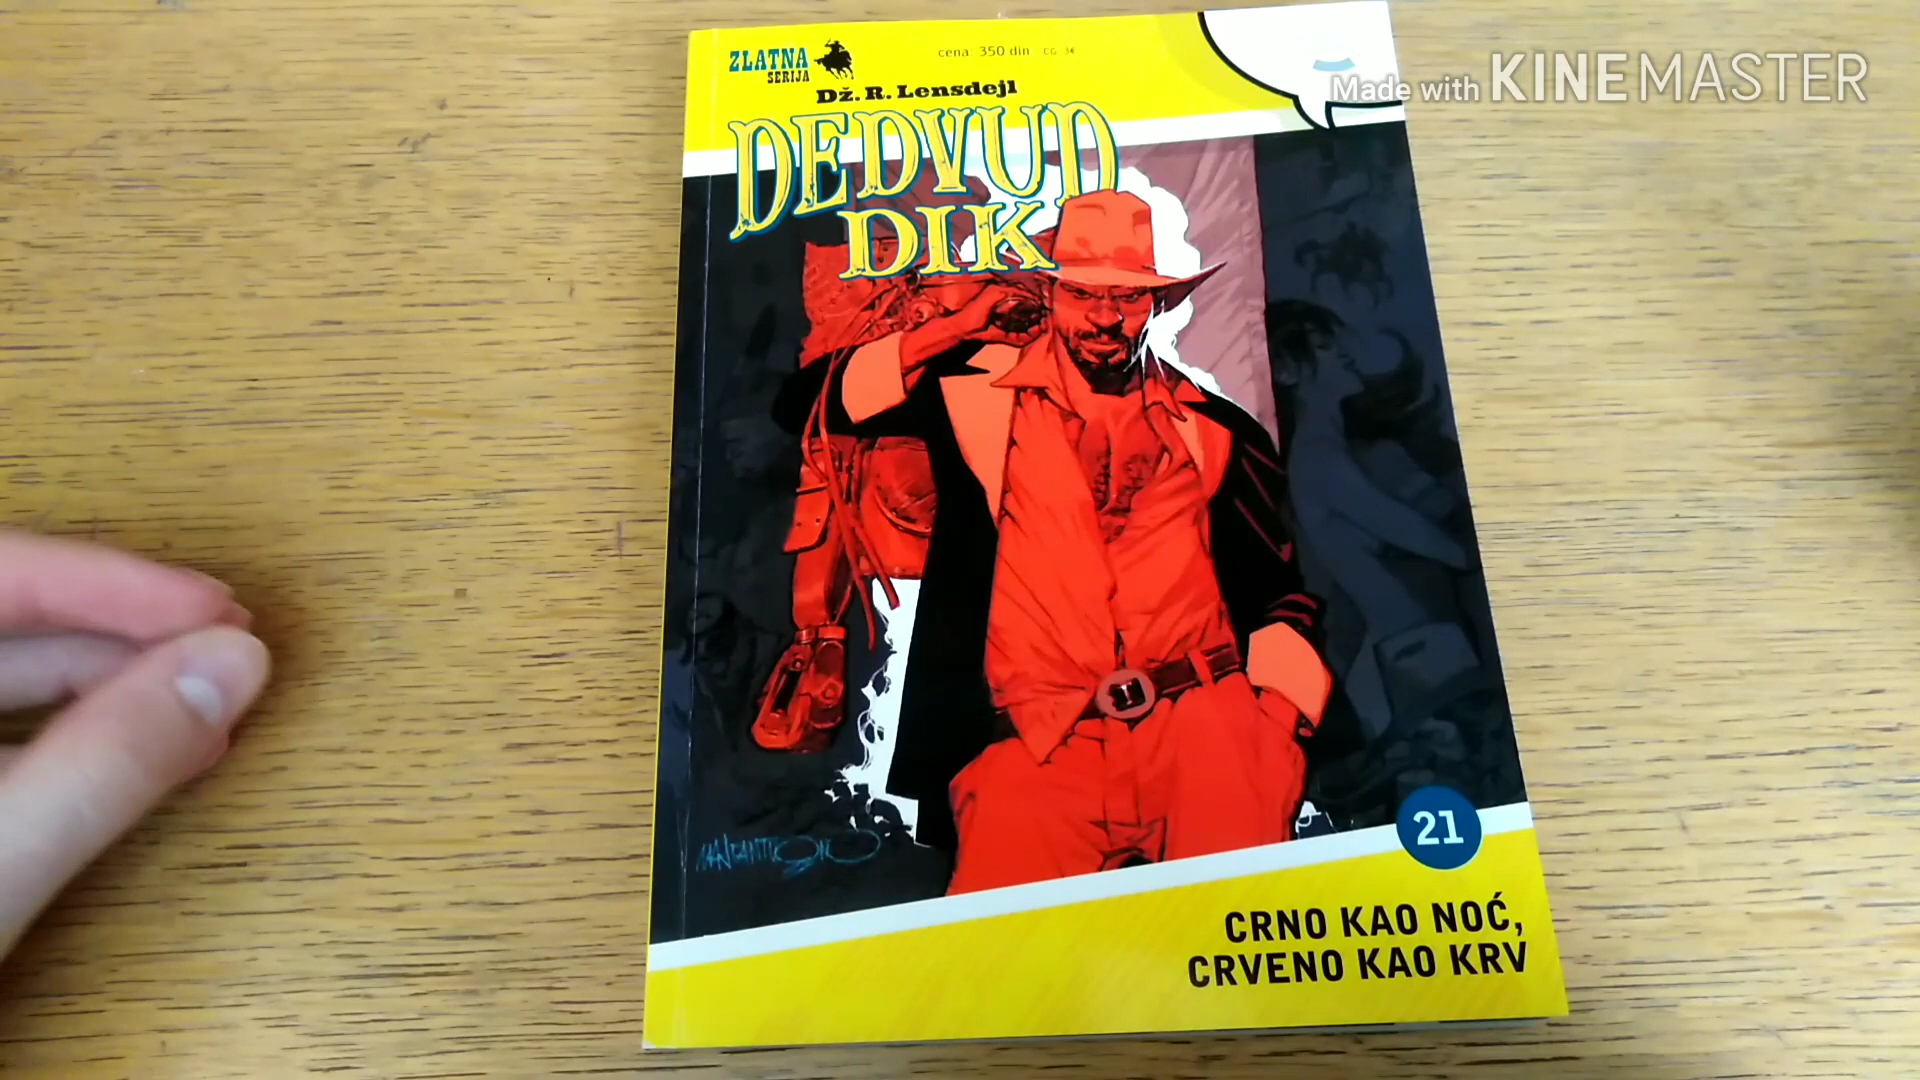 ZLATNA
SERIJA
cena: 350 din CG 3€
Made with KINEMASTER
Dž. R. Lensdejl
DEDVUD
DIK
21
CRNO KAO NOĆ,
CRVENO KAO KRV